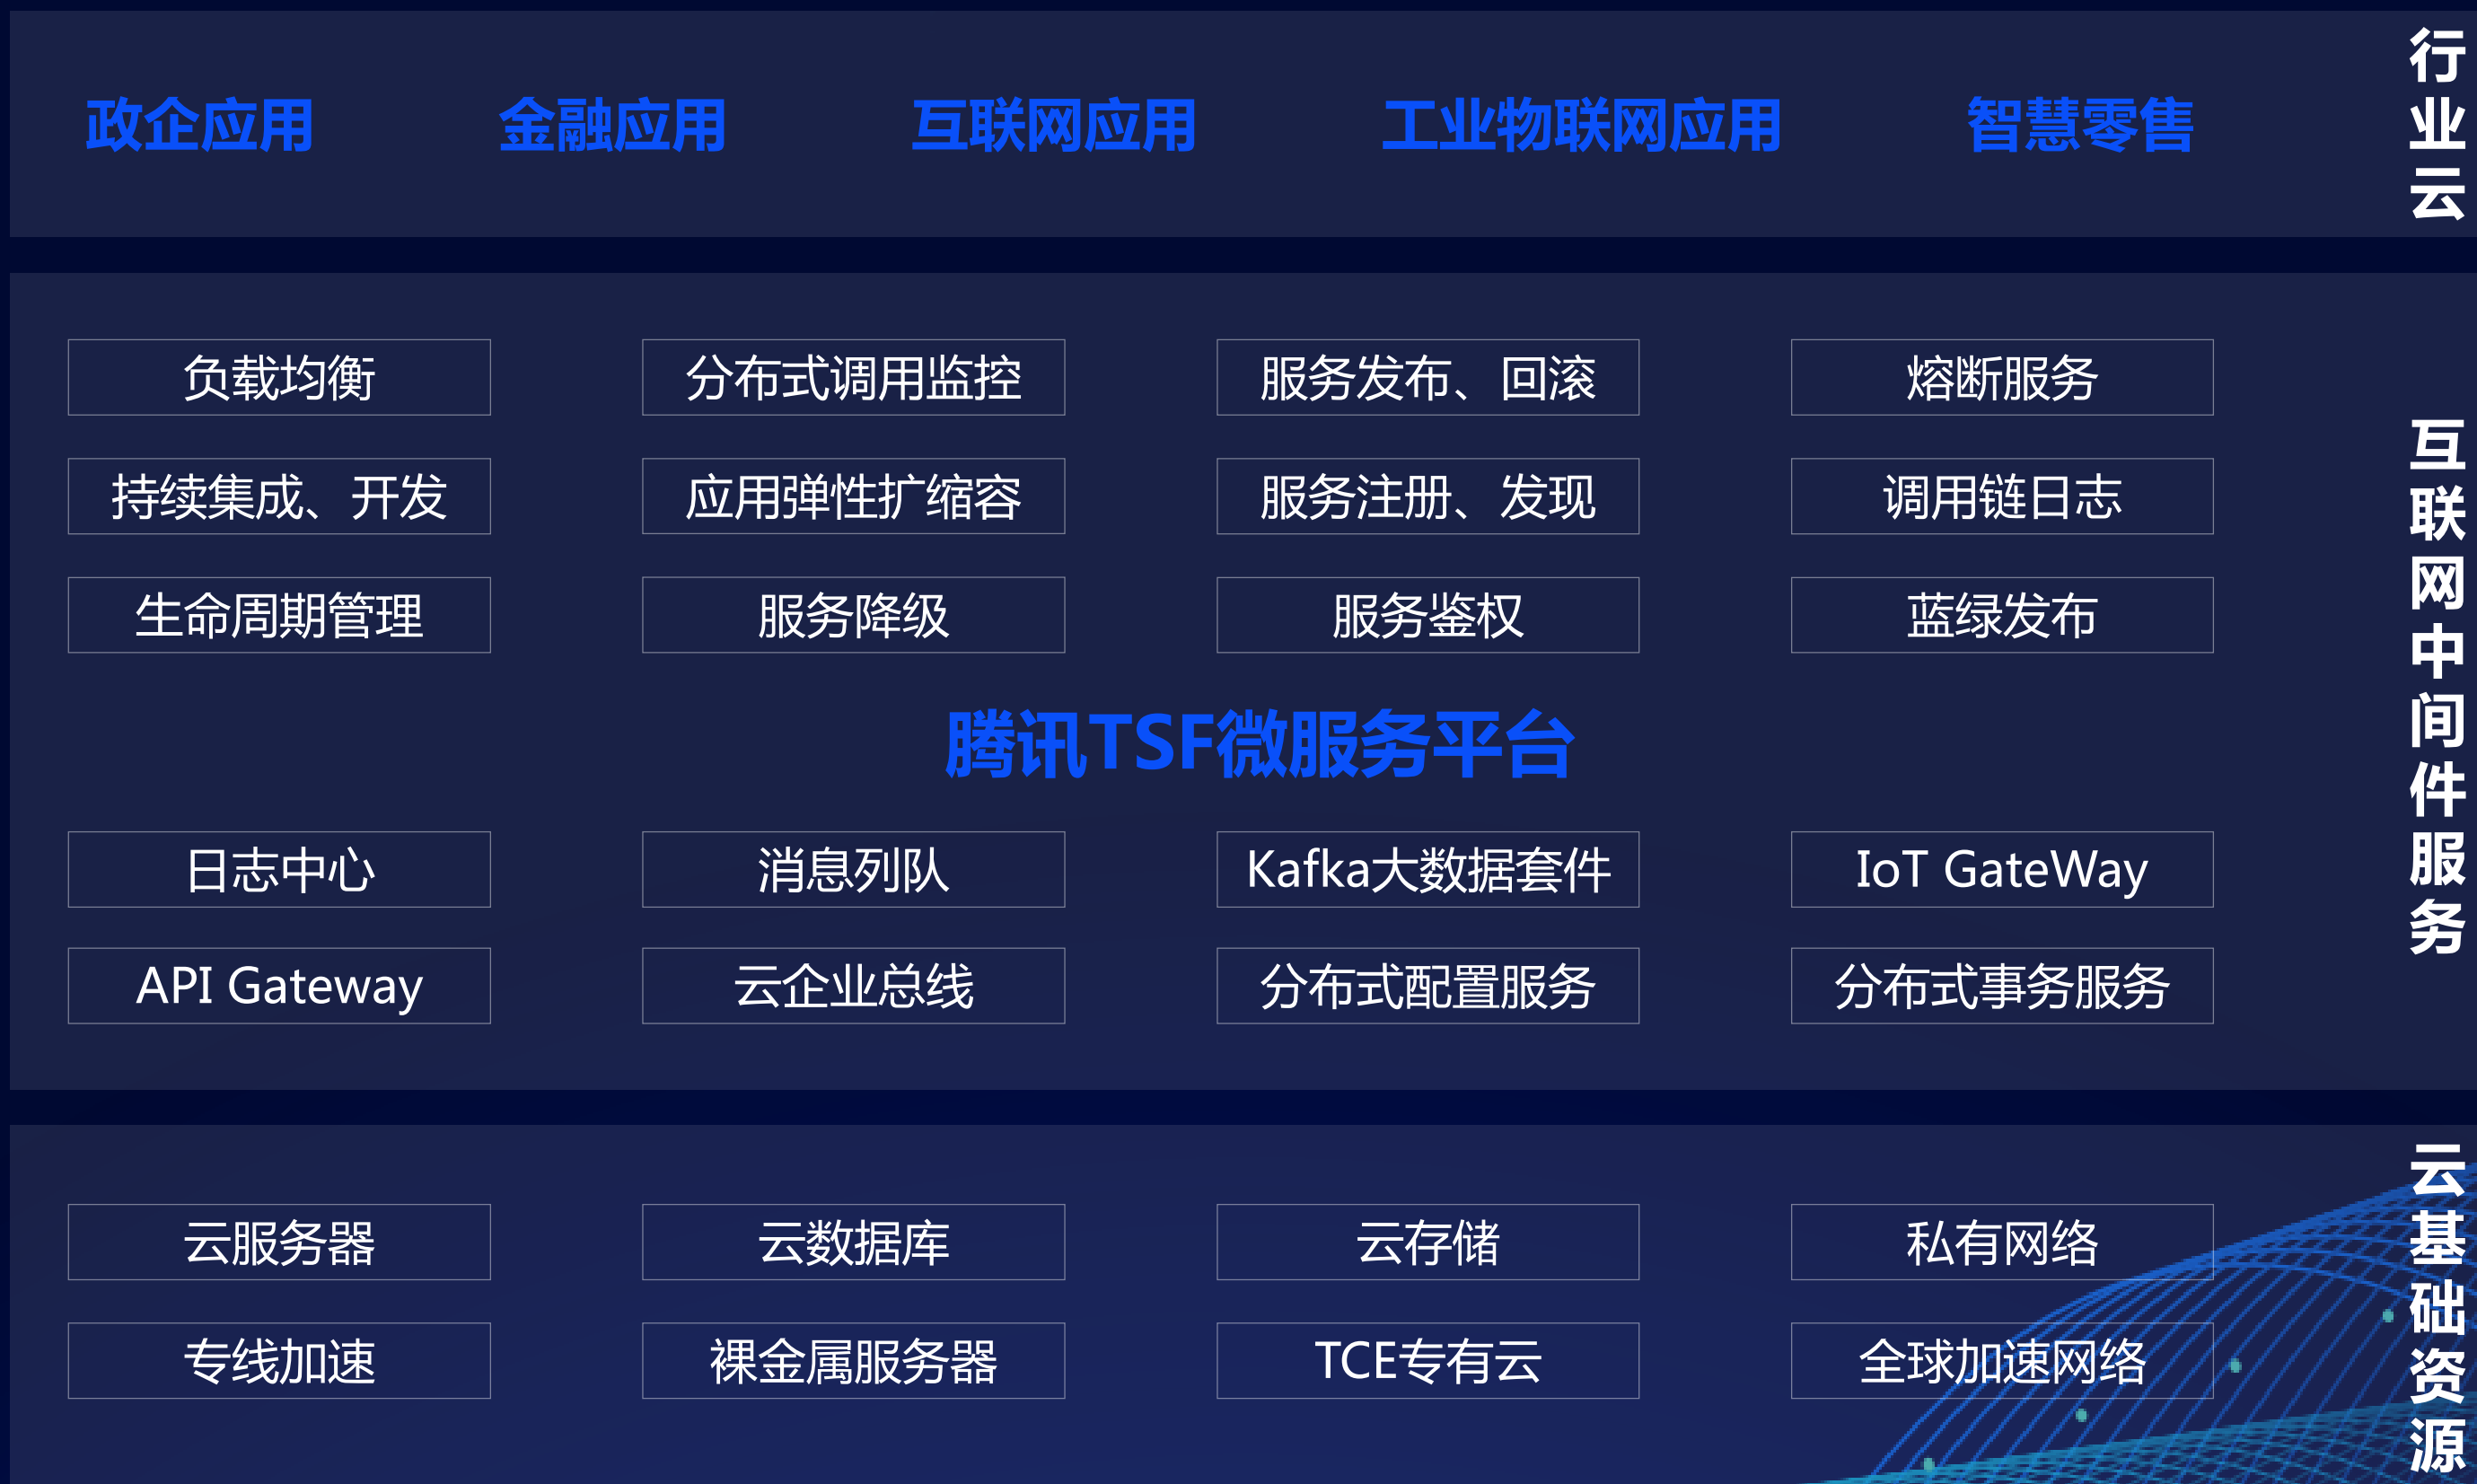 政企应用
金融应用
互联网应用
工业物联网应用
智慧零售
行业云
负载均衡
分布式调用监控
服务发布、回滚
熔断服务
持续集成、开发
应用弹性扩缩容
服务注册、发现
调用链日志
生命周期管理
服务降级
服务鉴权
蓝绿发布
腾讯TSF微服务平台
日志中心
消息列队
Kafka大数据套件
IoT GateWay
API Gateway
云企业总线
分布式配置服务
分布式事务服务
互联网中间件服务
云服务器
云数据库
云存储
私有网络
专线加速
裸金属服务器
TCE专有云
全球加速网络
云基础资源